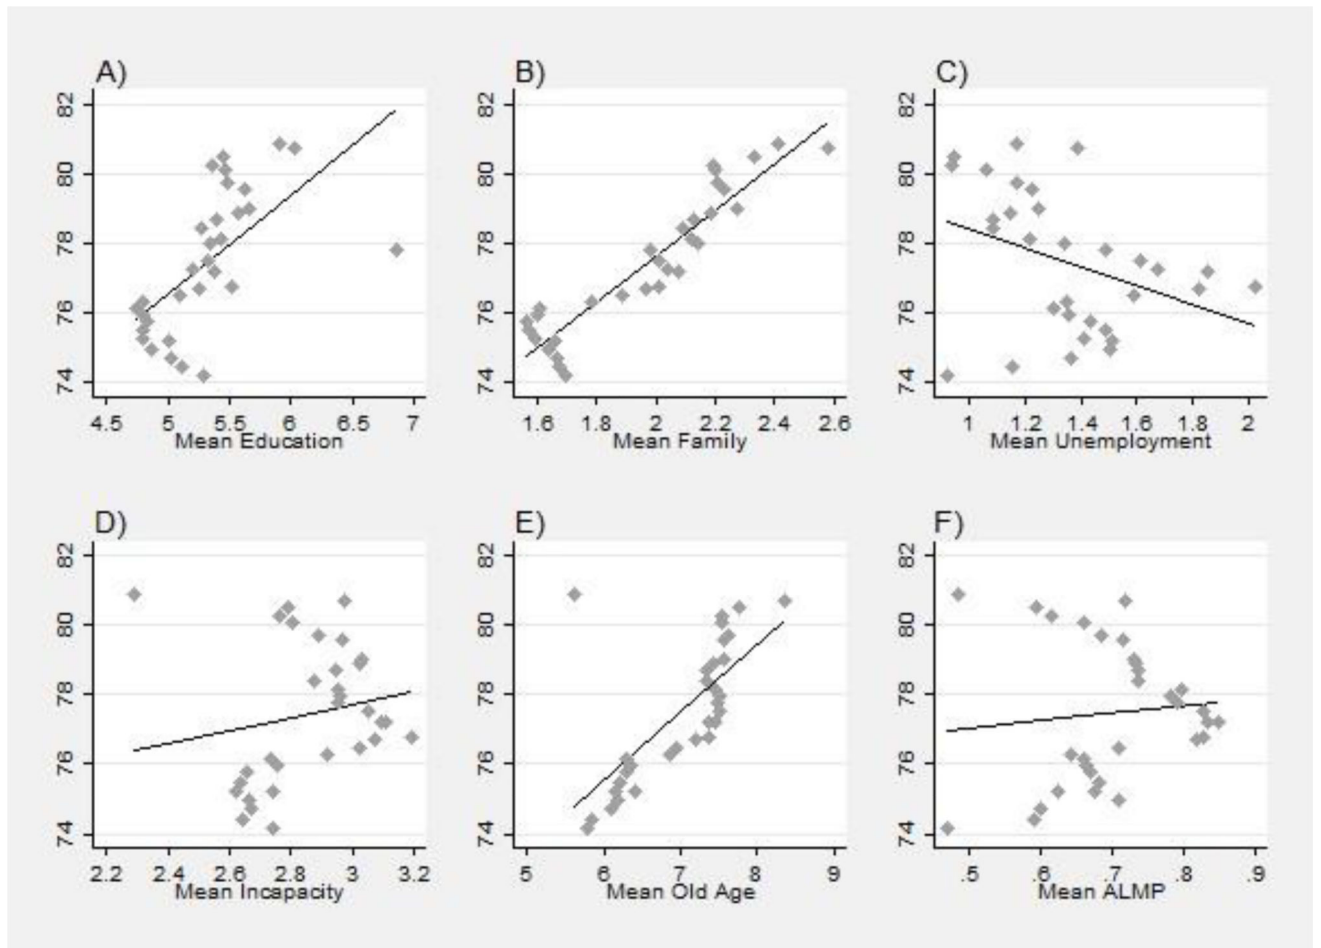 A)
82
80
78
76
74
4.5 5 5.5 6 6.5 7
Mean Education
B)
82
80
78
76
74
1.6 1.8 2 2.2 2.4 2.6
Mean Family
C)
82
80
78
76
74
1 1.2 1.4 1.6 1.8 2
Mean Unemployment
D)
82
80
78
76
74
2.2 2.4 2.6 2.8 3 3.2
Mean Incapacity
E)
82
80
78
76
74
5 6 7 8 9
Mean Old Age
F)
82
80
78
76
74
.5 .6 .7 .8 .9
Mean ALMP